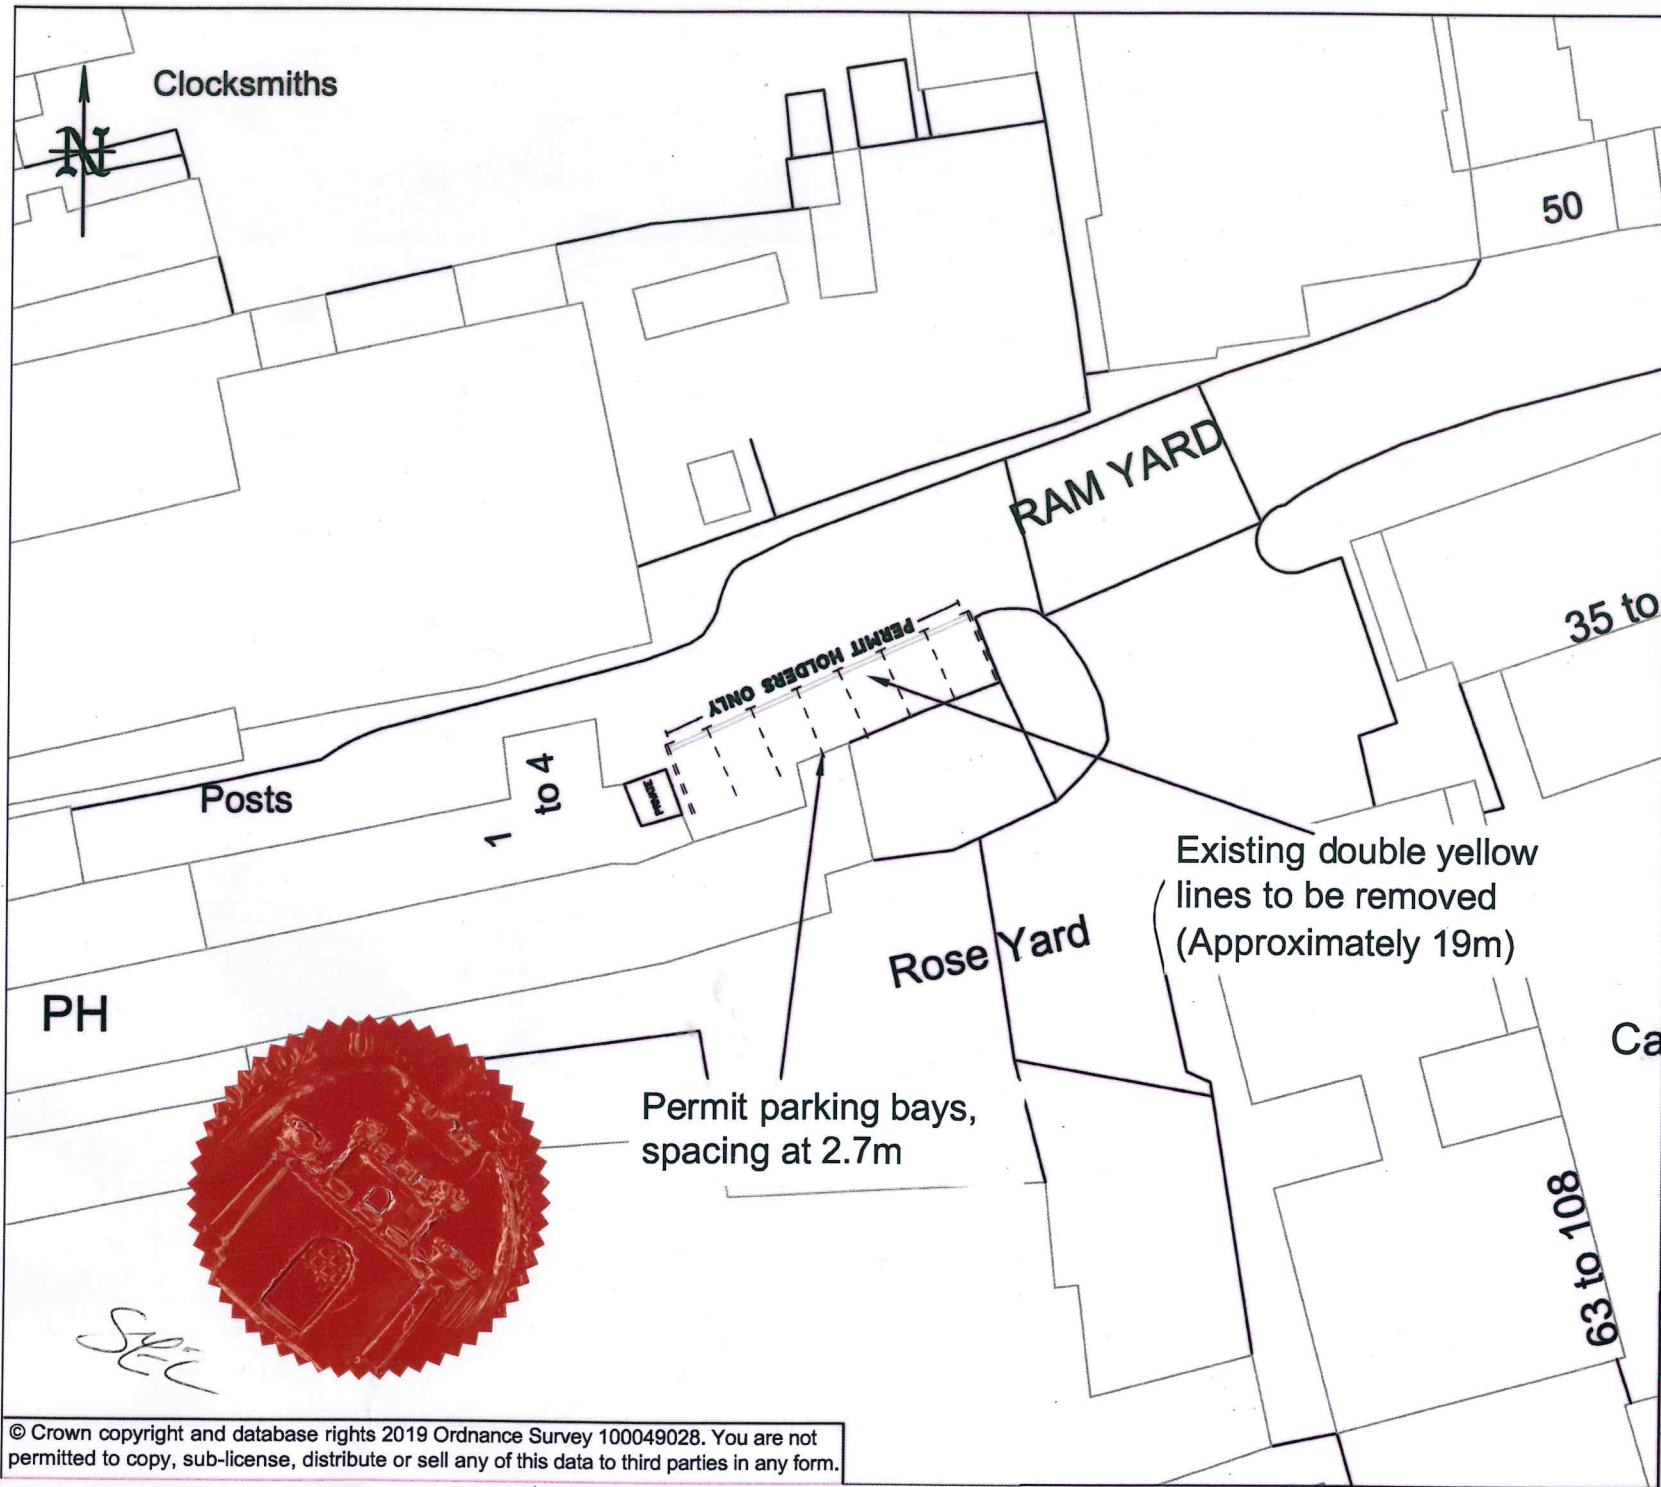 Clocksmiths
N
50
RAM YARD
35 to
PERMIT HOLDERS ONLY
PRIVATE
1 to 4
Posts
Existing double yellow
lines to be removed
(Approximately 19m)
Rose Yard
PH
Ca
Permit parking bays,
spacing at 2.7m
63 to 108
© Crown copyright and database rights 2019 Ordnance Survey 100049028. You are not
permitted to copy, sub-license, distribute or sell any of this data to third parties in any form.